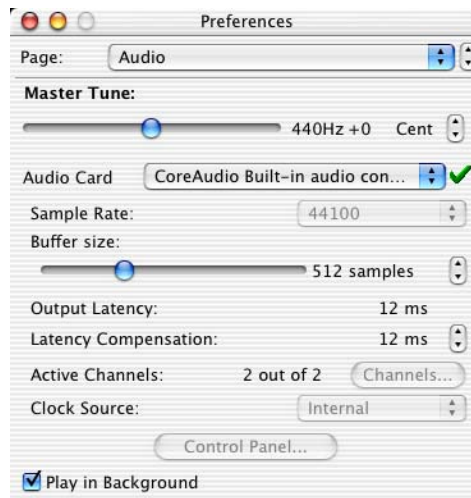 Preferences
Page: Audio
Master Tune:
440Hz +0 Cent
Audio Card CoreAudio Built-in audio con...
Sample Rate: 44100
Buffer size:
512 samples
Output Latency: 12 ms
Latency Compensation: 12 ms
Active Channels: 2 out of 2 Channels...
Clock Source: Internal
Control Panel...
Play in Background